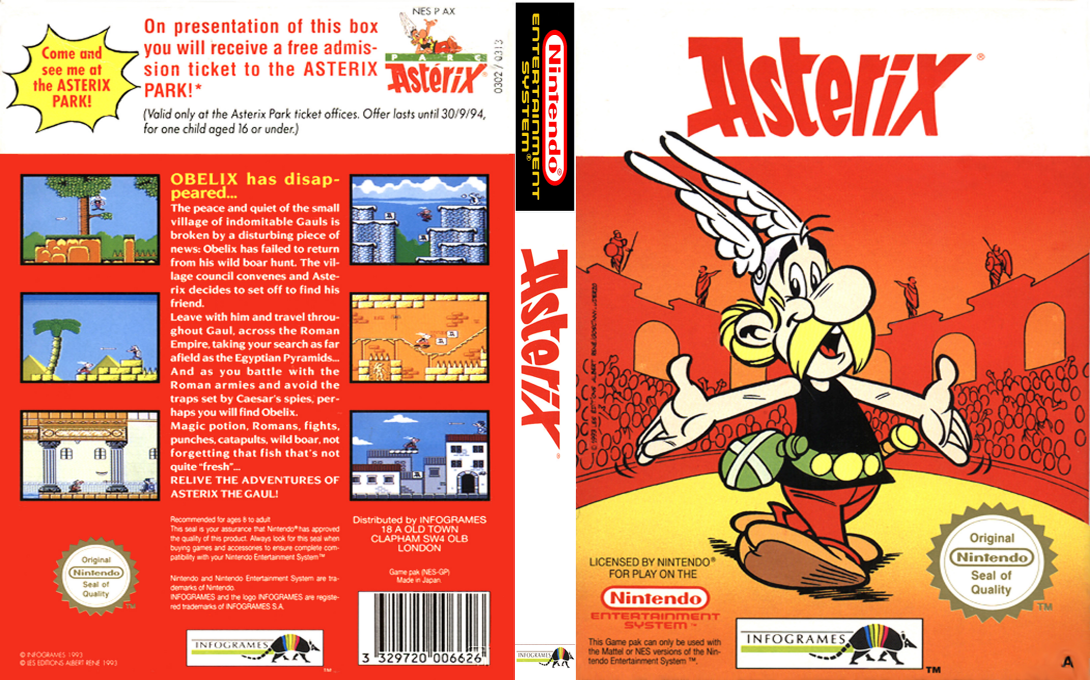 NES P AX
On presentation of this box
you will receive a free admis-
sion ticket to the ASTERIX
PARK!*
Come and
see me at
the ASTERIX
PARK!
PARC
Asterix
0302 / Q313
(Valid only at the Asterix Park ticket offices. Offer lasts until 30/9/94,
for one child aged 16 or under.)
OBELIX has disap-
peared...
The peace and quiet of the small
village of indomitable Gauls is
broken by a disturbing piece of
news: Obelix has failed to return
from his wild boar hunt. The vil-
lage council convenes and Aste-
rix decides to set off to find his
friend.
Leave with him and travel throu-
ghout Gaul, across the Roman
Empire, taking your search as far
afield as the Egyptian Pyramids...
And as you battle with the
Roman armies and avoid the
traps set by Caesar's spies, per-
haps you will find Obelix.
Magic potion, Romans, fights,
punches, catapults, wild boar, not
forgetting that fish that's not
quite "fresh"...
RELIVE THE ADVENTURES OF
ASTERIX THE GAUL!
Recommended for ages 8 to adult
This seal is your assurance that Nintendo® has approved
the quality of this product. Always look for this seal when
buying games and accessories to ensure complete com-
patibility with your Nintendo Entertainment System™
Nintendo and Nintendo Entertainment System are tra-
demarks of Nintendo.
INFOGRAMES and the logo INFOGRAMES are registe-
red trademarks of INFOGRAMES S.A.
Distributed by INFOGRAMES
18 A OLD TOWN
CLAPHAM SW4 OLB
LONDON
Game pak (NES-GP)
Made in Japan.
Original
Nintendo
Seal of
Quality
TM
© INFOGRAMES 1993
© LES EDITIONS ALBERT RENE 1993
INFOGRAMES
TM
3 329720 006626
Nintendo®
ENTERTAINMENT
SYSTEM®
Asterix
INFOGRAMES
Asterix®
LICENSED BY NINTENDO®
FOR PLAY ON THE
Nintendo
ENTERTAINMENT
SYSTEM™
This Game pak can only be used with
the Mattel or NES versions of the Nin-
tendo Entertainment System ™.
INFOGRAMES
TM
Original
Nintendo
Seal of
Quality
TM
A